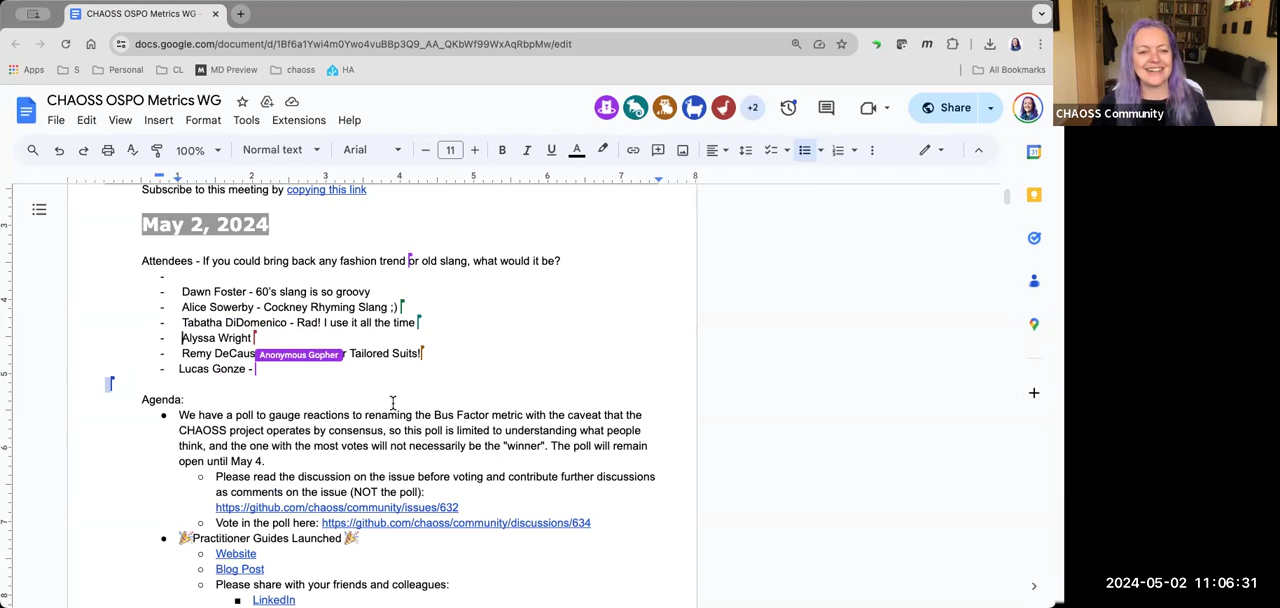 CHAOSS OSPO Metrics WG -
docs.google.com/document/d/1Bf6a1Ywi4m0Ywo4vuBBp3Q9_AA_QKbWf99WxAqRbpMw/edit
Apps S Personal CL MD Preview chaoss HA All Bookmarks
CHAOSS OSPO Metrics WG
File Edit View Insert Format Tools Extensions Help
+2
Share
CHAOSS Community
100% Normal text Arial 11 B I U A
1 2 3 4 5 6 7 8
Subscribe to this meeting by copying this link
May 2, 2024
Attendees - If you could bring back any fashion trend or old slang, what would it be?
-
- Dawn Foster - 60's slang is so groovy
- Alice Sowerby - Cockney Rhyming Slang ;)
- Tabatha DiDomenico - Rad! I use it all the time
- Alyssa Wright
- Remy DeCaus Anonymous Gopher r Tailored Suits!
- Lucas Gonze -
Agenda:
● We have a poll to gauge reactions to renaming the Bus Factor metric with the caveat that the
CHAOSS project operates by consensus, so this poll is limited to understanding what people
think, and the one with the most votes will not necessarily be the "winner". The poll will remain
open until May 4.
○ Please read the discussion on the issue before voting and contribute further discussions
as comments on the issue (NOT the poll):
https://github.com/chaoss/community/issues/632
○ Vote in the poll here: https://github.com/chaoss/community/discussions/634
● 🎉Practitioner Guides Launched 🎉
○ Website
○ Blog Post
○ Please share with your friends and colleagues:
■ LinkedIn
2024-05-02 11:06:31